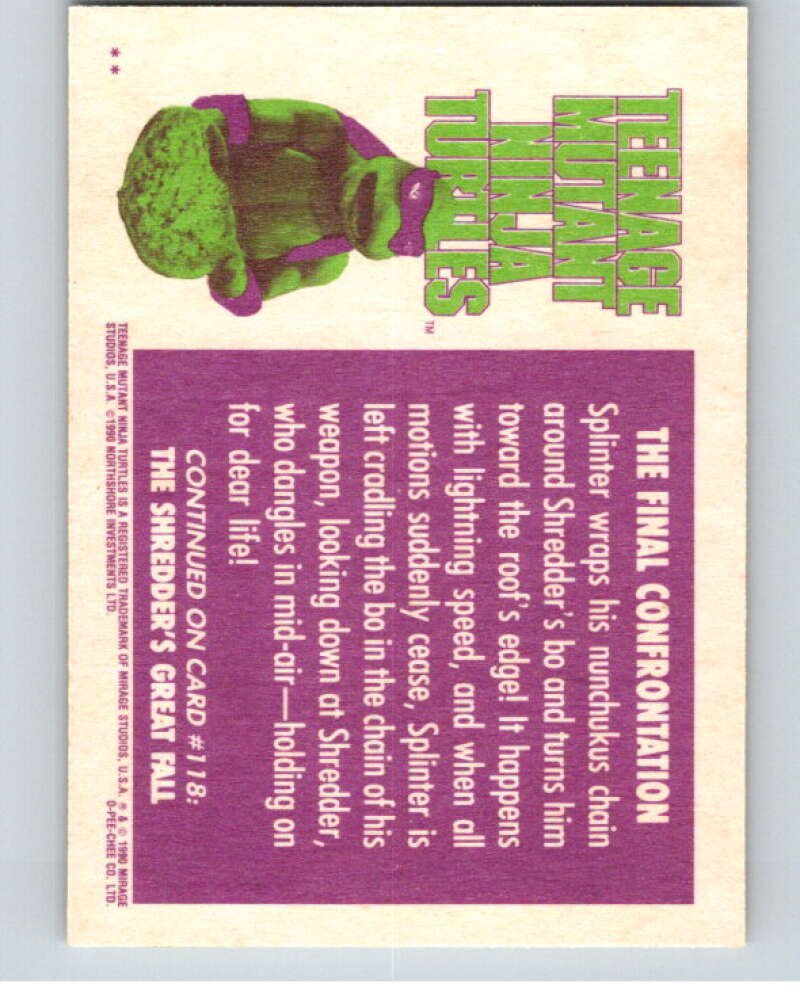 TEENAGE
MUTANT
NINJA
TURTLES
TM
THE FINAL CONFRONTATION
Splinter wraps his nunchukus chain
around Shredder's bo and turns him
toward the roof's edge! It happens
with lightning speed, and when all
motions suddenly cease, Splinter is
left cradling the bo in the chain of his
weapon, looking down at Shredder,
who dangles in mid-air—holding on
for dear life!
CONTINUED ON CARD #118:
THE SHREDDER'S GREAT FALL
TEENAGE MUTANT NINJA TURTLES IS A REGISTERED TRADEMARK OF MIRAGE STUDIOS, U.S.A. ® & © 1990 MIRAGE
STUDIOS, U.S.A. ©1990 NORTHSHORE INVESTMENTS LTD. O-PEE-CHEE CO. LTD.
**